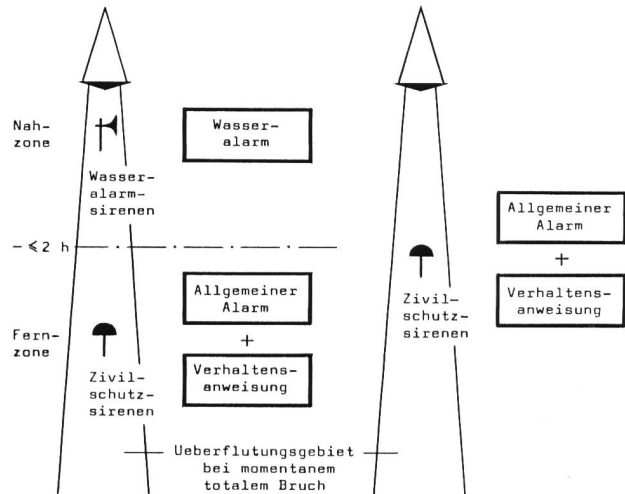 Nah-
zone
Wasser-
alarm
Wasser-
alarm-
sirenen
Allgemeiner
Alarm
+
Verhaltens-
anweisung
-⩽2 h
Allgemeiner
Alarm
+
Verhaltens-
anweisung
Fern-
zone
Zivil-
schutz-
sirenen
Zivil-
schutz-
sirenen
Ueberflutungsgebiet
bei momentanem
totalem Bruch